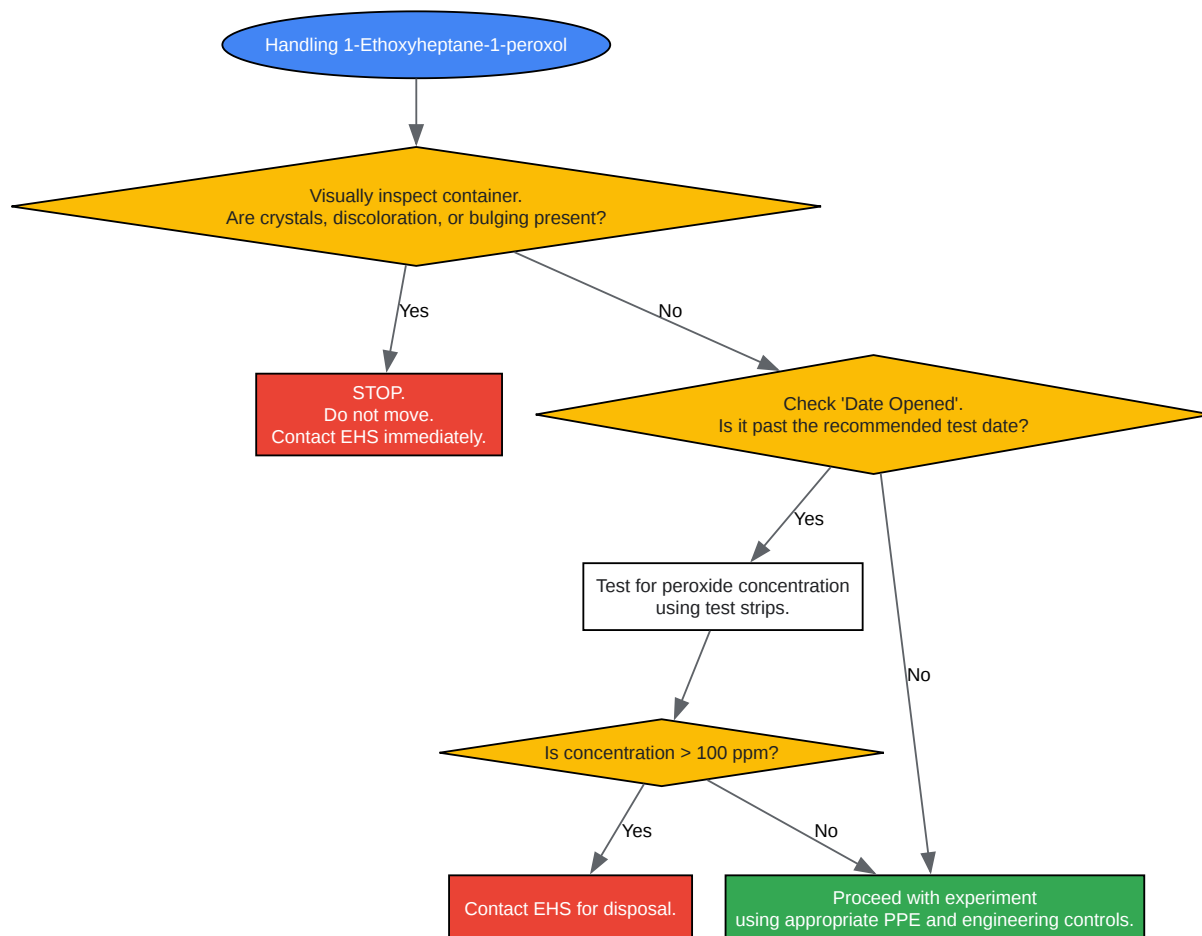 Handling 1-Ethoxyheptane-1-peroxol
Visually inspect container.
Are crystals, discoloration, or bulging present?
Yes
No
STOP.
Do not move.
Contact EHS immediately.
Check 'Date Opened'.
Is it past the recommended test date?
Yes
Test for peroxide concentration
using test strips.
No
Is concentration > 100 ppm?
Yes
No
Contact EHS for disposal.
Proceed with experiment
using appropriate PPE and engineering controls.